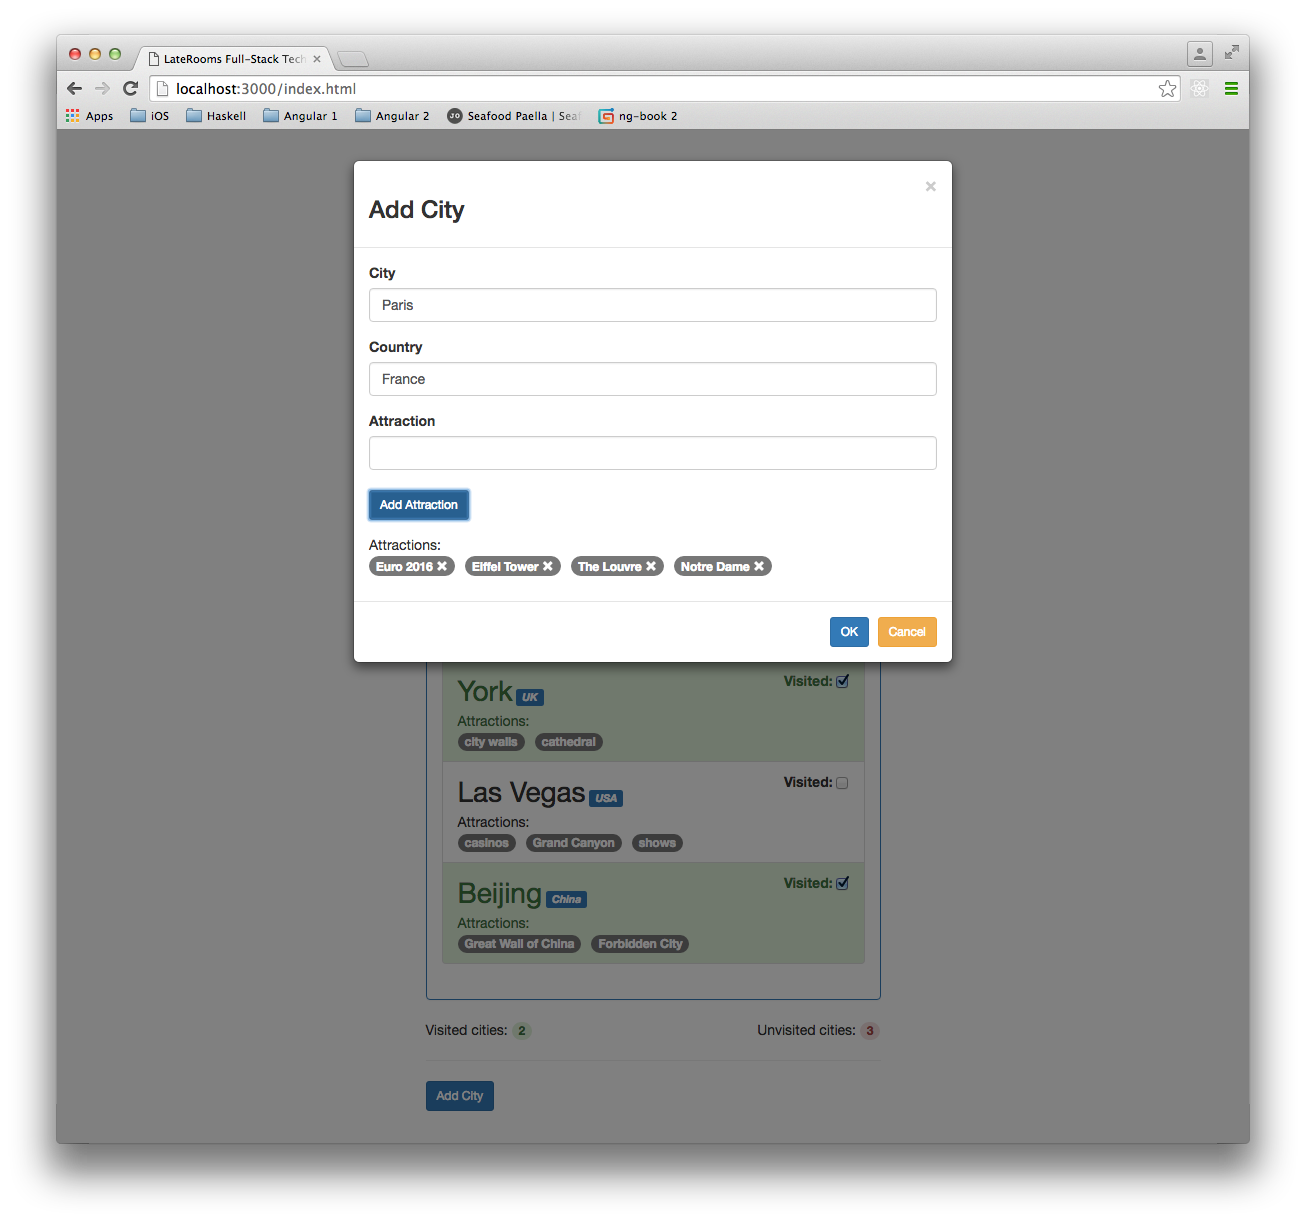 LateRooms Full-Stack Tech
localhost:3000/index.html
Apps iOS Haskell Angular 1 Angular 2 Seafood Paella | Seaf ng-book 2
×
Add City
City
Paris
Country
France
Attraction
Add Attraction
Attractions:
Euro 2016 ✖ Eiffel Tower ✖ The Louvre ✖ Notre Dame ✖
OK Cancel
York UK Visited:
Attractions:
city walls cathedral
Las Vegas USA Visited:
Attractions:
casinos Grand Canyon shows
Beijing China Visited:
Attractions:
Great Wall of China Forbidden City
Visited cities: 2 Unvisited cities: 3
Add City